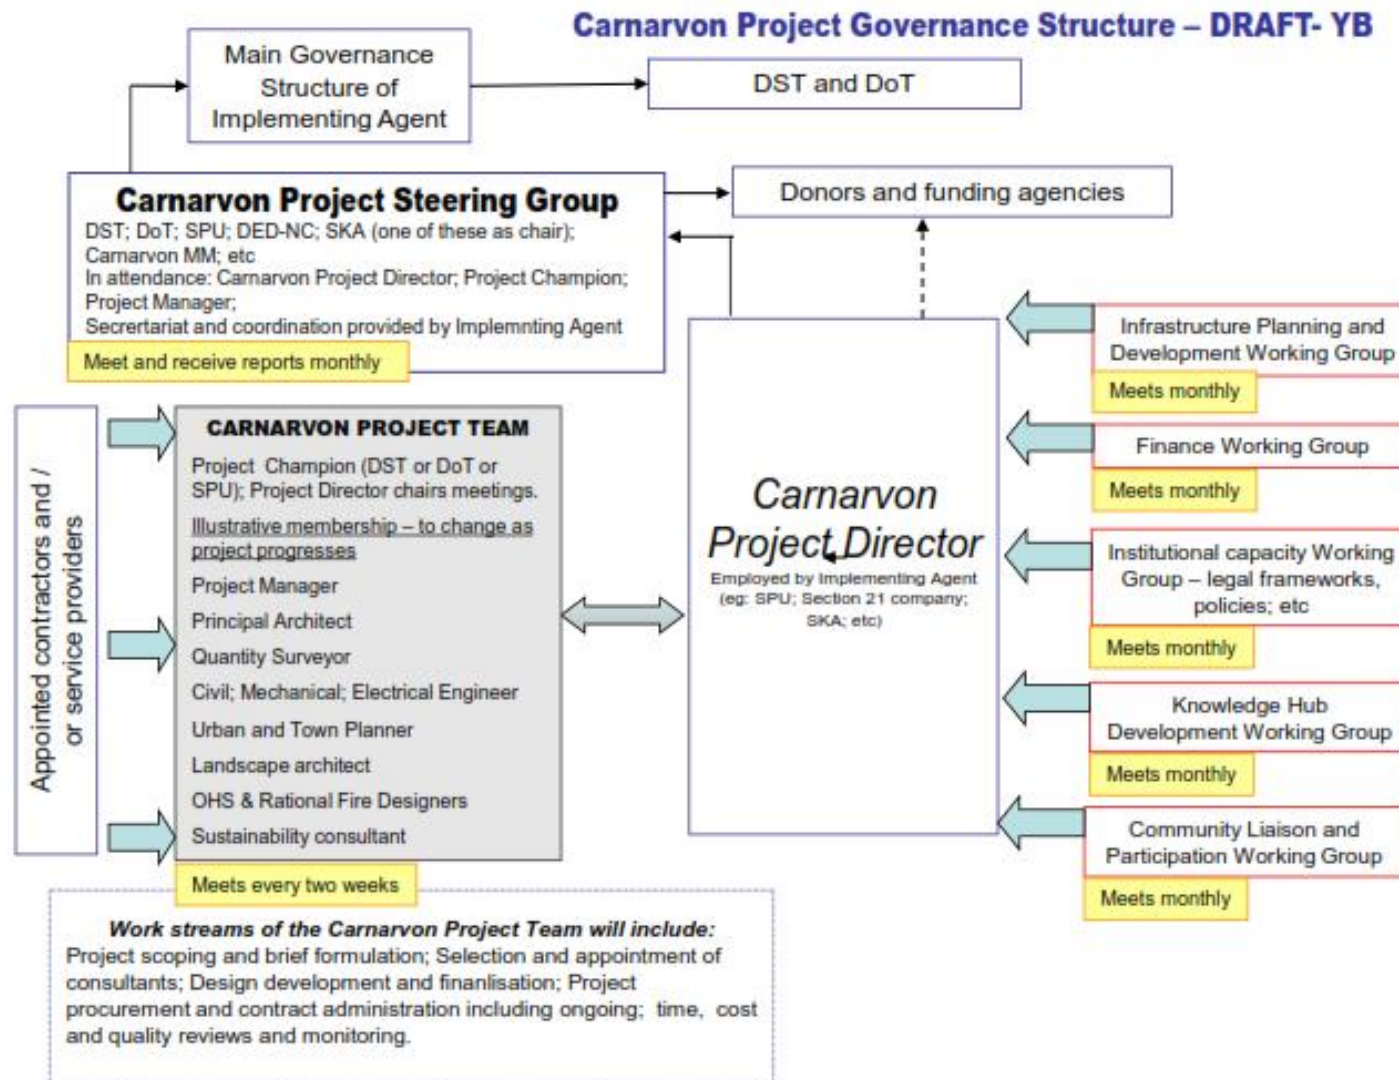 Carnarvon Project Governance Structure – DRAFT- YB
Main Governance
Structure of
Implementing Agent
DST and DoT
Carnarvon Project Steering Group
DST; DoT; SPU; DED-NC; SKA (one of these as chair);
Carnarvon MM; etc
In attendance: Carnarvon Project Director; Project Champion;
Project Manager;
Secrertariat and coordination provided by Implemnting Agent
Meet and receive reports monthly
Donors and funding agencies
Appointed contractors and /
or service providers
CARNARVON PROJECT TEAM
Project Champion (DST or DoT or
SPU); Project Director chairs meetings.
Illustrative membership – to change as
project progresses
Project Manager
Principal Architect
Quantity Surveyor
Civil; Mechanical; Electrical Engineer
Urban and Town Planner
Landscape architect
OHS & Rational Fire Designers
Sustainability consultant
Meets every two weeks
Carnarvon
Project Director
Employed by Implementing Agent
(eg: SPU; Section 21 company;
SKA; etc)
Infrastructure Planning and
Development Working Group
Meets monthly
Finance Working Group
Meets monthly
Institutional capacity Working
Group – legal frameworks,
policies; etc
Meets monthly
Knowledge Hub
Development Working Group
Meets monthly
Community Liaison and
Participation Working Group
Meets monthly
Work streams of the Carnarvon Project Team will include:
Project scoping and brief formulation; Selection and appointment of
consultants; Design development and finanlisation; Project
procurement and contract administration including ongoing; time, cost
and quality reviews and monitoring.